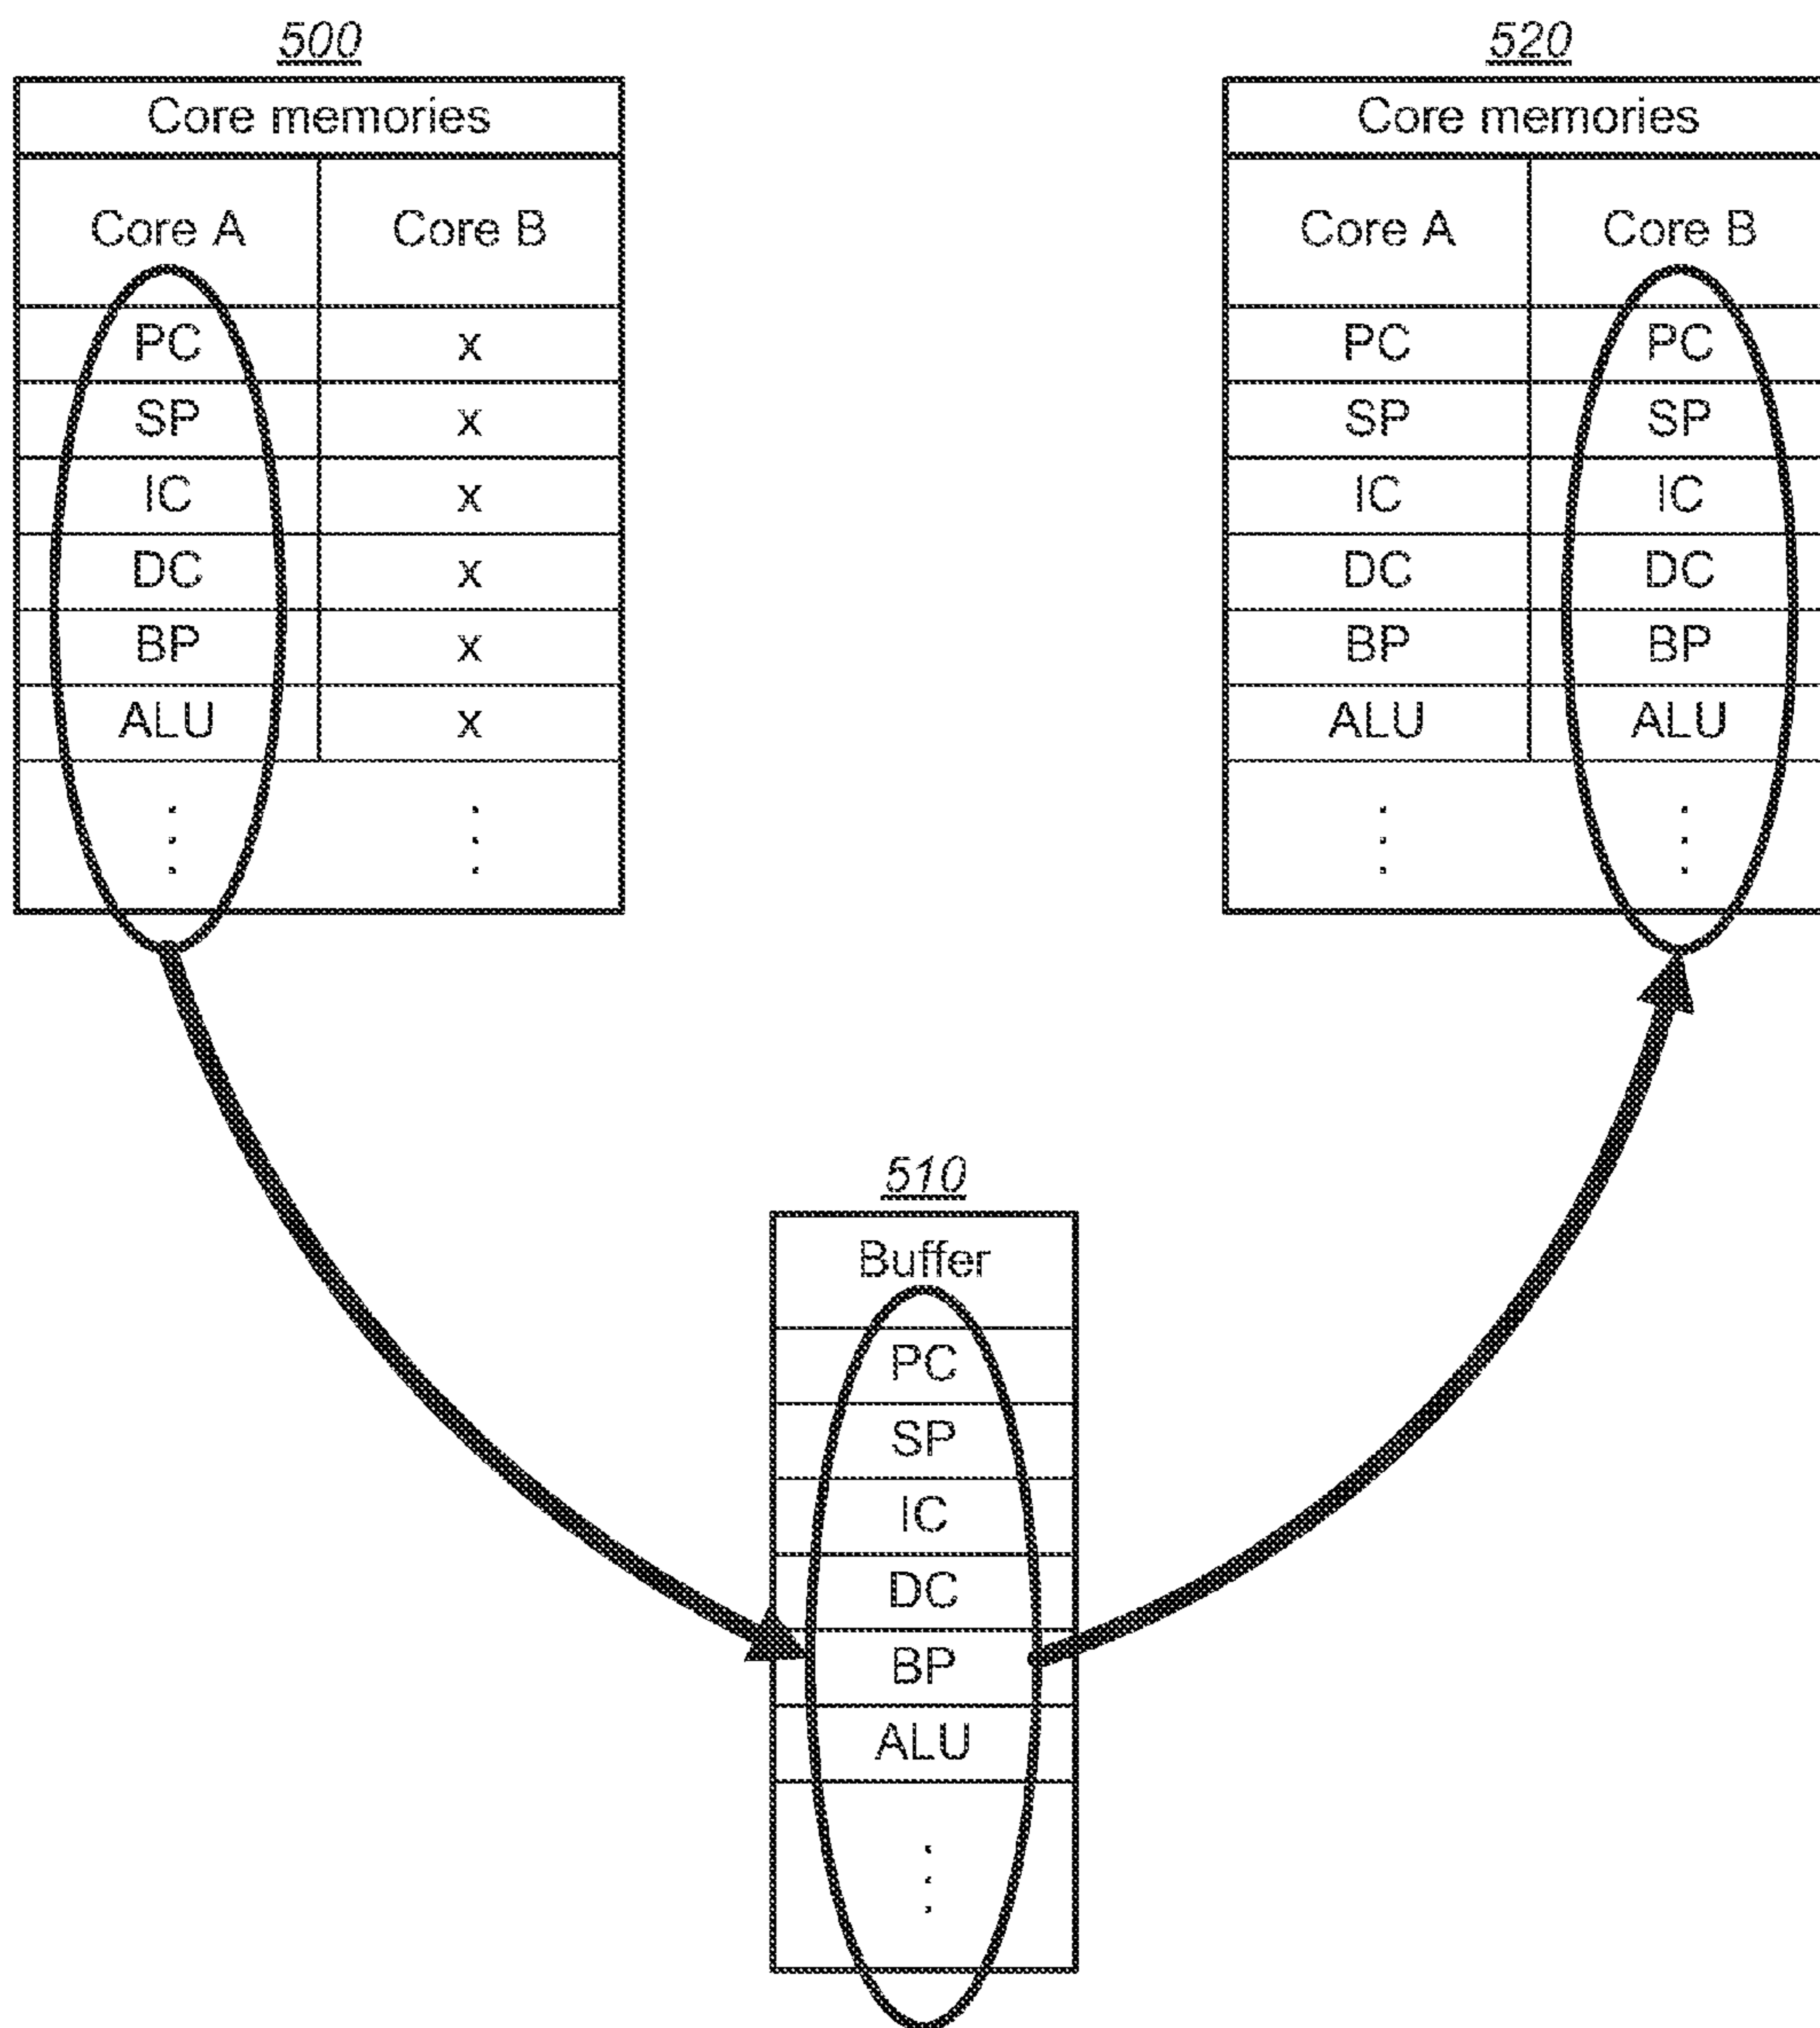 500
Core memories
Core A Core B
PC x
SP x
IC x
DC x
BP x
ALU x
520
Core memories
Core A Core B
PC PC
SP SP
IC IC
DC DC
BP BP
ALU ALU
510
Buffer
PC
SP
IC
DC
BP
ALU